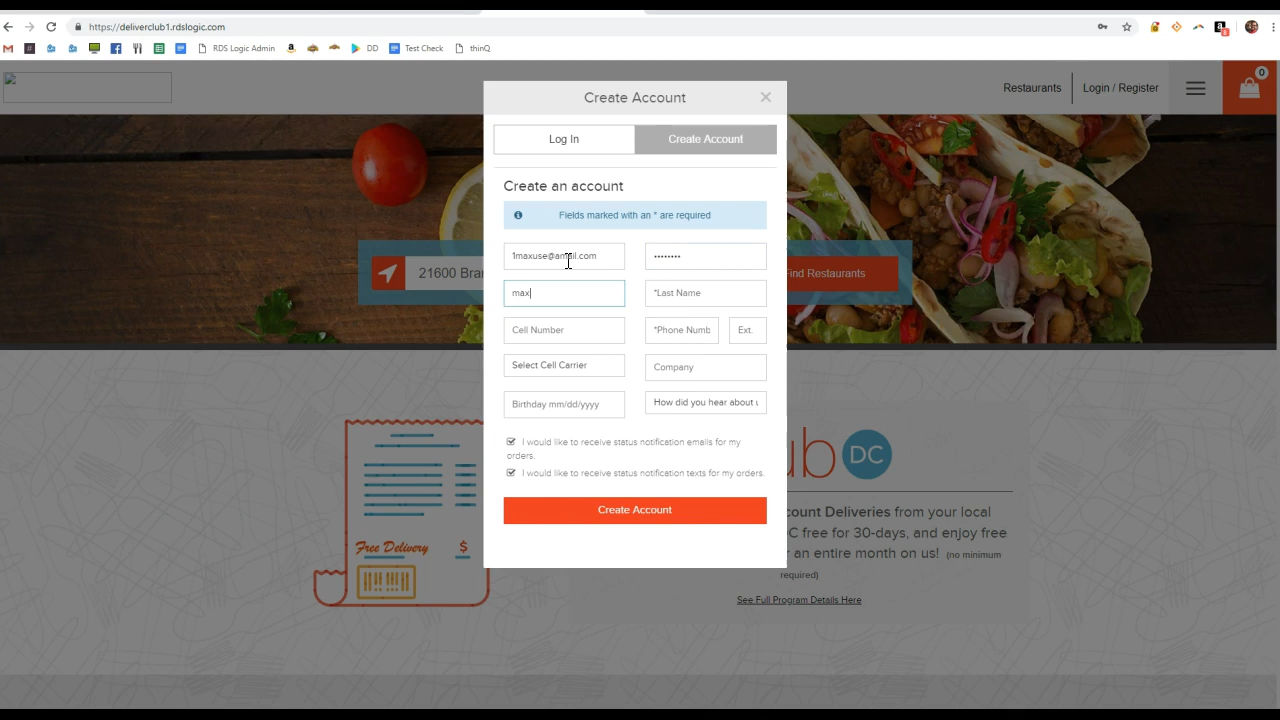 https://deliverclub1.rdslogic.com
RDS Logic Admin
DD
Test Check
thinQ
Restaurants
Login / Register
0
Create Account
Log In
Create Account
Create an account
Fields marked with an * are required
••••••••
max
*Last Name
Cell Number
*Phone Numb
Ext.
Select Cell Carrier
Company
Birthday mm/dd/yyyy
How did you hear about u
I would like to receive status notification emails for my
orders.
I would like to receive status notification texts for my orders.
Create Account
21600 Bran
Find Restaurants
Free Delivery
$
ub
DC
count Deliveries from your local
C free for 30-days, and enjoy free
r an entire month on us! (no minimum
required)
See Full Program Details Here